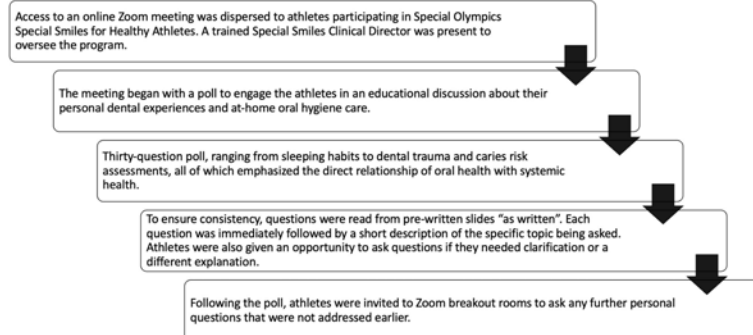 Access to an online Zoom meeting was dispersed to athletes participating in Special Olympics
Special Smiles for Healthy Athletes. A trained Special Smiles Clinical Director was present to
oversee the program.
The meeting began with a poll to engage the athletes in an educational discussion about their
personal dental experiences and at-home oral hygiene care.
Thirty-question poll, ranging from sleeping habits to dental trauma and caries risk
assessments, all of which emphasized the direct relationship of oral health with systemic
health.
To ensure consistency, questions were read from pre-written slides “as written”. Each
question was immediately followed by a short description of the specific topic being asked.
Athletes were also given an opportunity to ask questions if they needed clarification or a
different explanation.
Following the poll, athletes were invited to Zoom breakout rooms to ask any further personal
questions that were not addressed earlier.